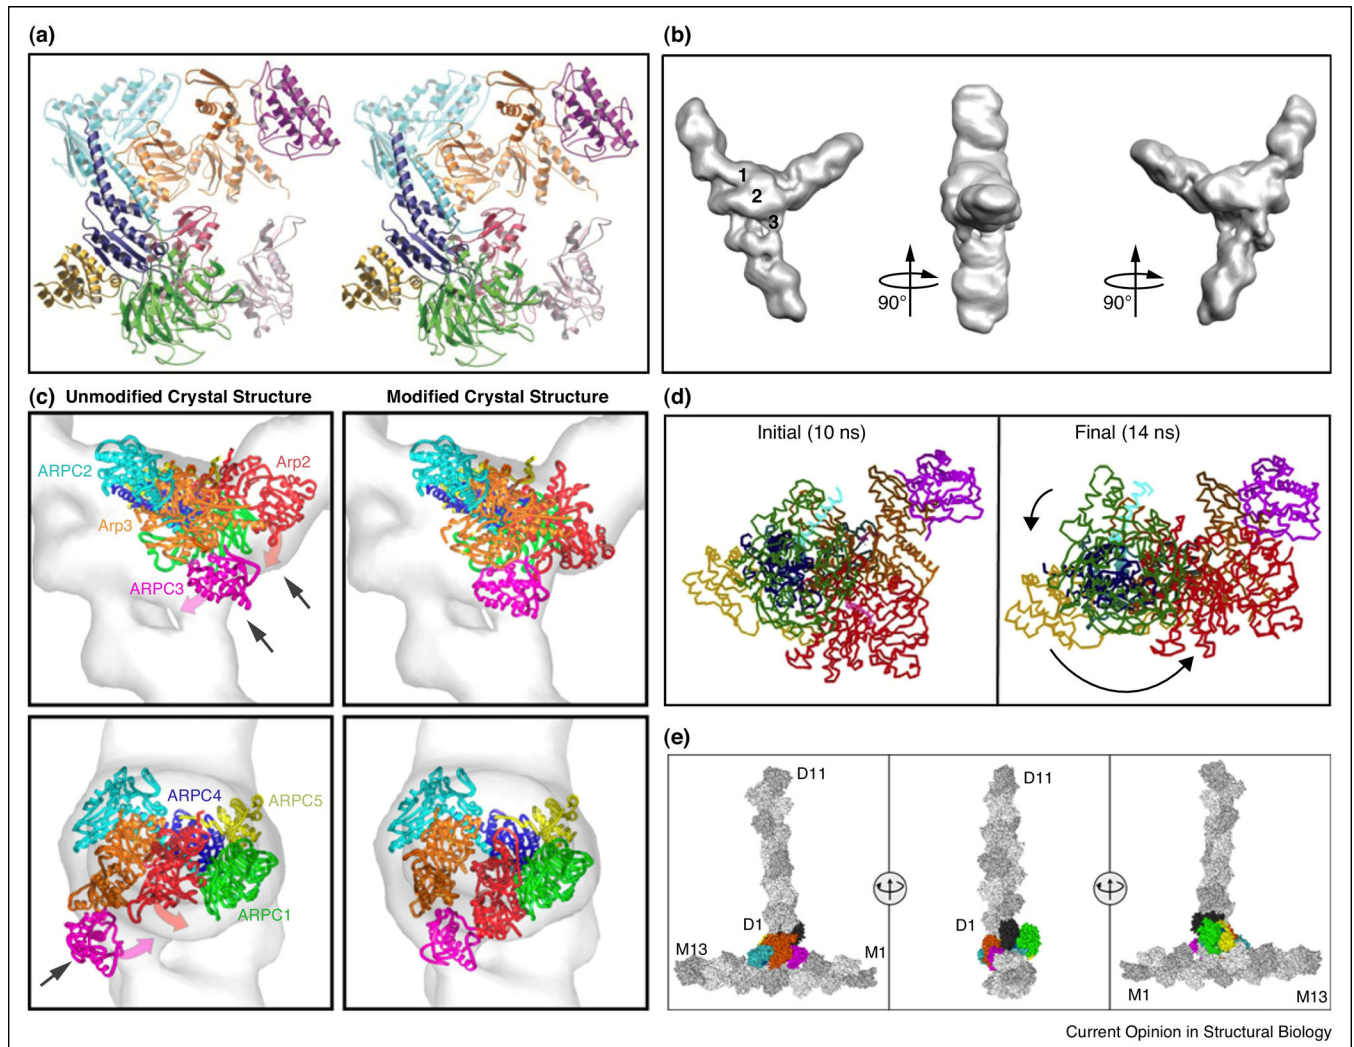 (a)
(b)
1
2
3
90°
90°
(c)
Unmodified Crystal Structure
Modified Crystal Structure
ARPC2
Arp2
Arp3
ARPC3
ARPC4
ARPC5
ARPC1
(d)
Initial (10 ns)
Final (14 ns)
(e)
D11
D1
M13
M1
D11
D1
M1
M13
Current Opinion in Structural Biology